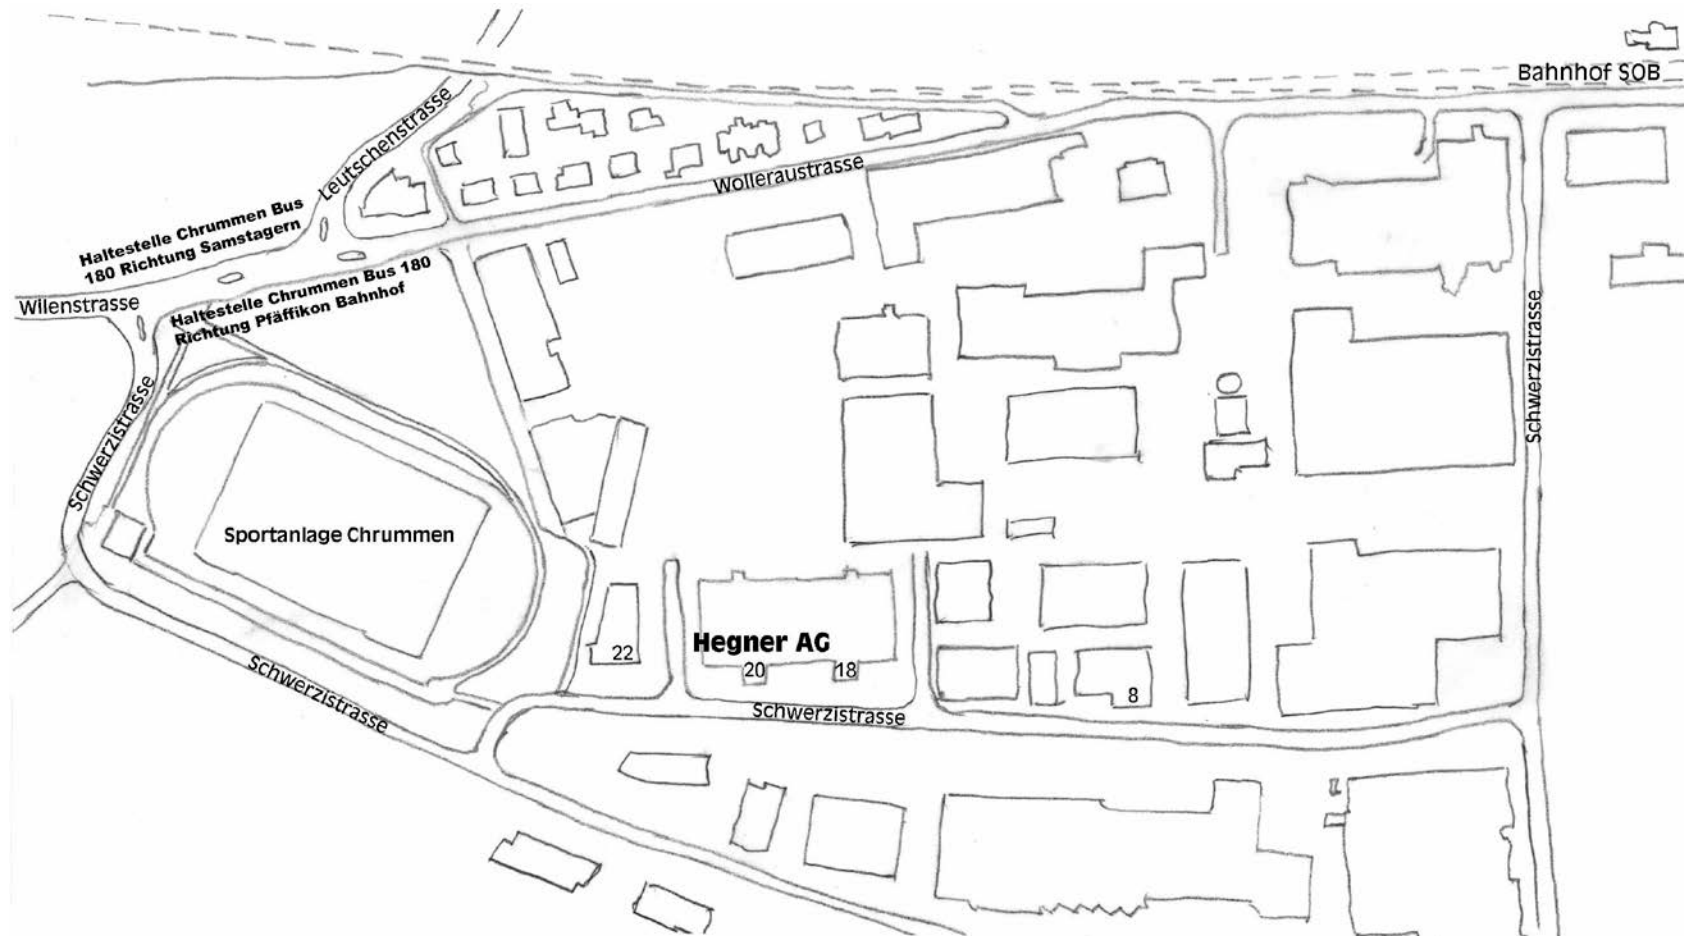 Bahnhof SOB
Leutschenstrasse
Wolleraustrasse
Haltestelle Chrummen Bus
180 Richtung Samstagern
Haltestelle Chrummen Bus 180
Richtung Pfäffikon Bahnhof
Wilenstrasse
Schwerzistrasse
Schwerzistrasse
Sportanlage Chrummen
Hegner AG
22
20
18
8
Schwerzistrasse
Schwerzistrasse